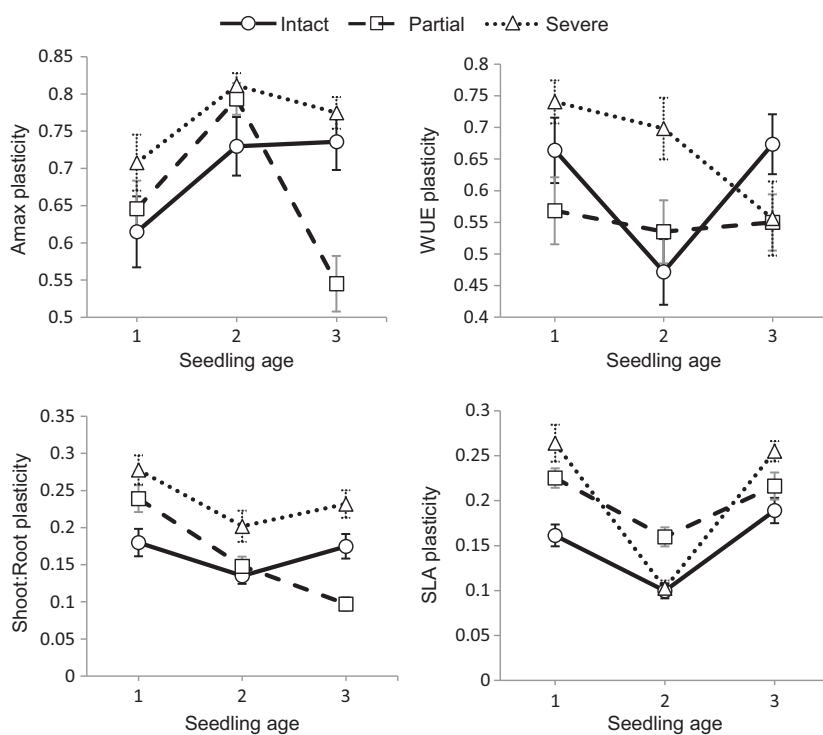 Intact Partial Severe
Amax plasticity
0.85
0.8
0.75
0.7
0.65
0.6
0.55
0.5
1 2 3
Seedling age
WUE plasticity
0.8
0.75
0.7
0.65
0.6
0.55
0.5
0.45
0.4
1 2 3
Seedling age
Shoot:Root plasticity
0.35
0.3
0.25
0.2
0.15
0.1
0.05
0
1 2 3
Seedling age
SLA plasticity
0.3
0.25
0.2
0.15
0.1
0.05
0
1 2 3
Seedling age